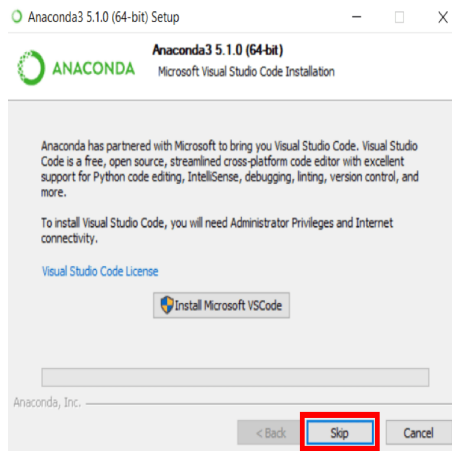 Anaconda3 5.1.0 (64-bit) Setup
Anaconda3 5.1.0 (64-bit)
ANACONDA
Microsoft Visual Studio Code Installation
Anaconda has partnered with Microsoft to bring you Visual Studio Code. Visual Studio
Code is a free, open source, streamlined cross-platform code editor with excellent
support for Python code editing, IntelliSense, debugging, linting, version control, and
more.
To install Visual Studio Code, you will need Administrator Privileges and Internet
connectivity.
Visual Studio Code License
Install Microsoft VSCode
Anaconda, Inc.
< Back
Skip
Cancel